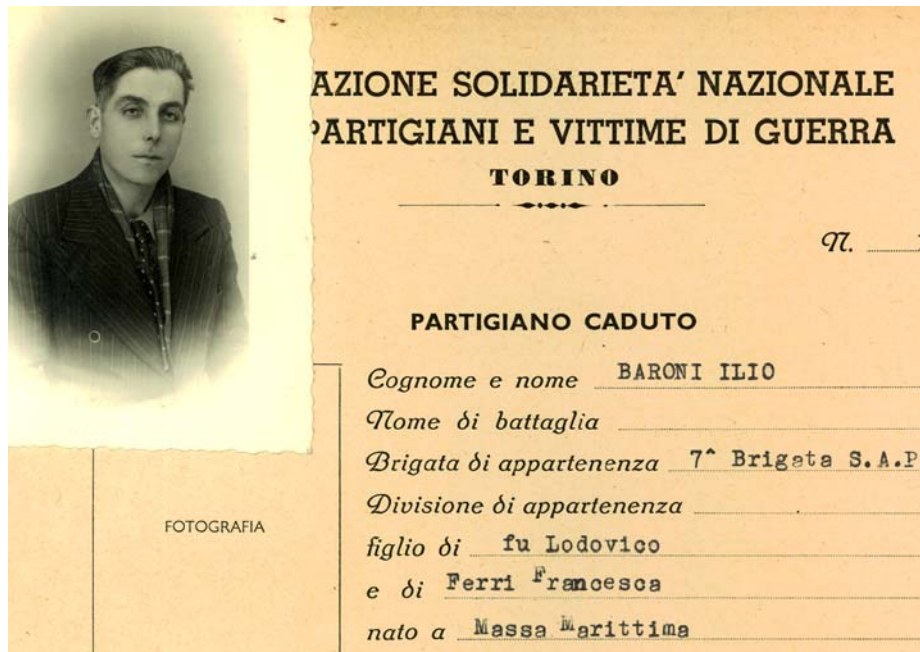 AZIONE SOLIDARIETA' NAZIONALE
PARTIGIANI E VITTIME DI GUERRA
TORINO
N.
PARTIGIANO CADUTO
Cognome e nome BARONI ILIO
Nome di battaglia
Brigata di appartenenza 7^ Brigata S.A.P
Divisione di appartenenza
FOTOGRAFIA
figlio di fu Lodovico
e di Ferri Francesca
nato a Massa Marittima